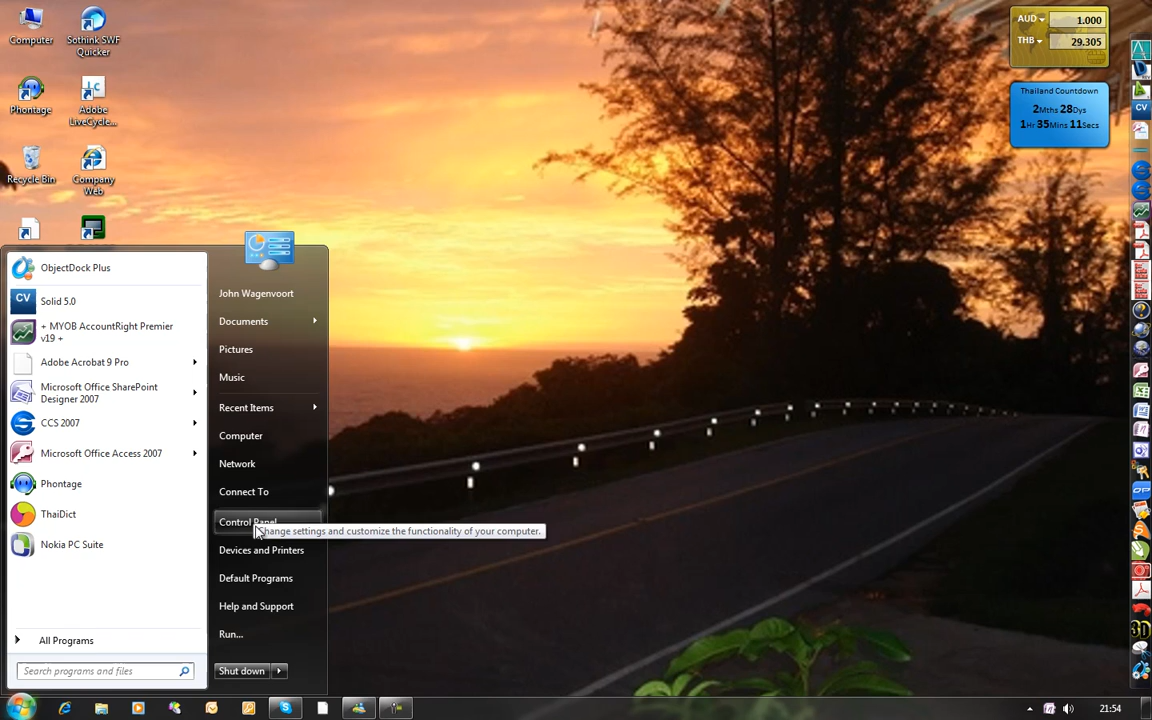 Computer
Sothink SWF
Quicker
Phontage
Adobe
LiveCycle...
Recycle Bin
Company
Web
AUD
1.000
THB
29.305
Thailand Countdown
2Mths 28Dys
1Hr 35Mins 11Secs
CV
ObjectDock Plus
CV
Solid 5.0
+ MYOB AccountRight Premier
v19 +
Adobe Acrobat 9 Pro
Microsoft Office SharePoint
Designer 2007
CCS 2007
Microsoft Office Access 2007
Phontage
ThaiDict
Nokia PC Suite
All Programs
Search programs and files
John Wagenvoort
Documents
Pictures
Music
Recent Items
Computer
Network
Connect To
Control Panel
Change settings and customize the functionality of your computer.
Devices and Printers
Default Programs
Help and Support
Run...
Shut down
OP
3D
21:54